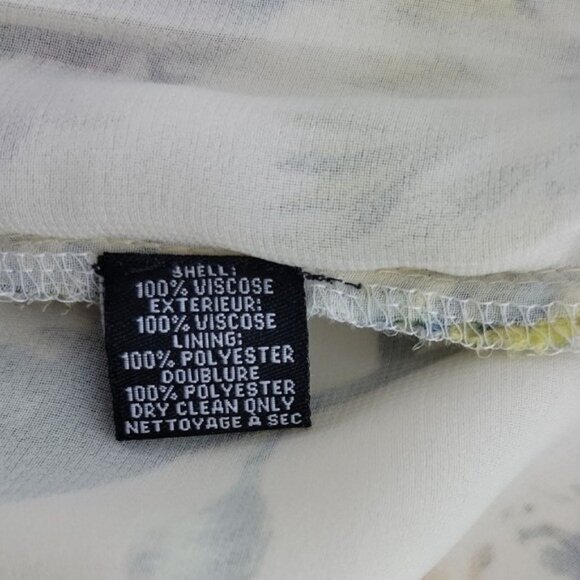 SHELL:
100% VISCOSE
EXTERIEUR:
100% VISCOSE
LINING:
100% POLYESTER
DOUBLURE
100% POLYESTER
DRY CLEAN ONLY
NETTOYAGE À SEC